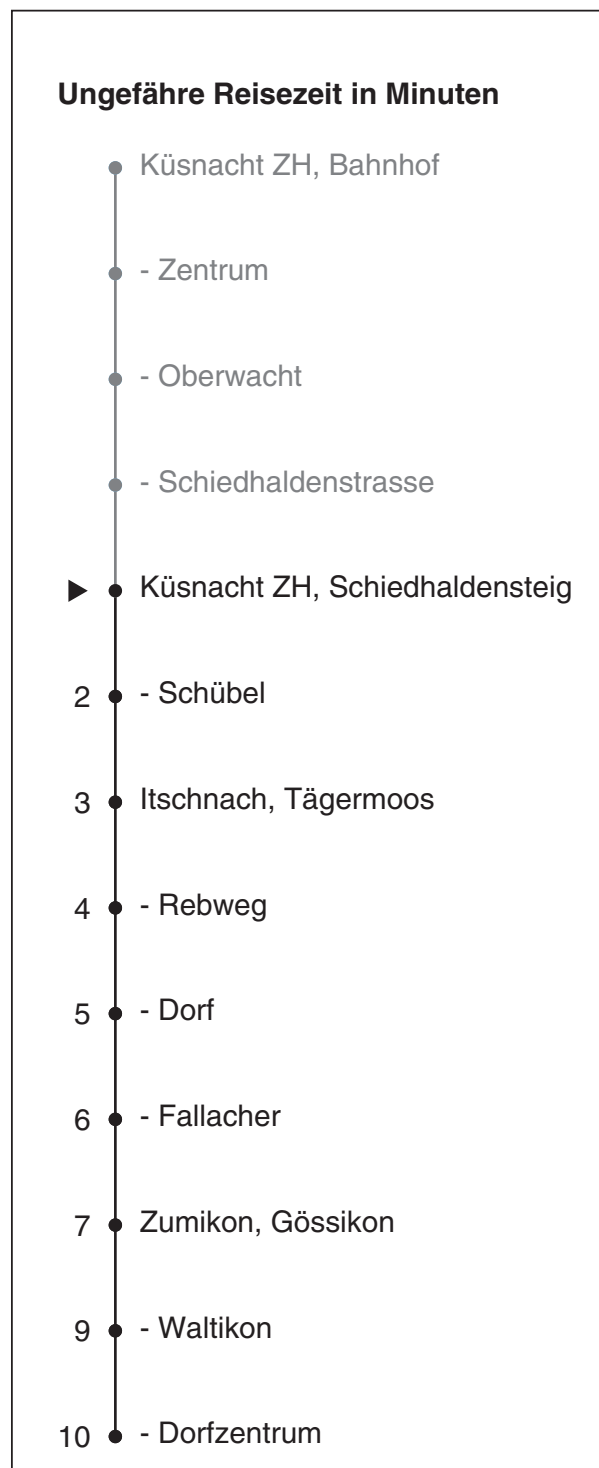 Ungefähre Reisezeit in Minuten
Küsnacht ZH, Bahnhof
- Zentrum
- Oberwacht
- Schiedhaldenstrasse
Küsnacht ZH, Schiedhaldensteig
2 - Schübel
3 Itschnach, Tägermoos
4 - Rebweg
5 - Dorf
6 - Fallacher
7 Zumikon, Gössikon
9 - Waltikon
10 - Dorfzentrum